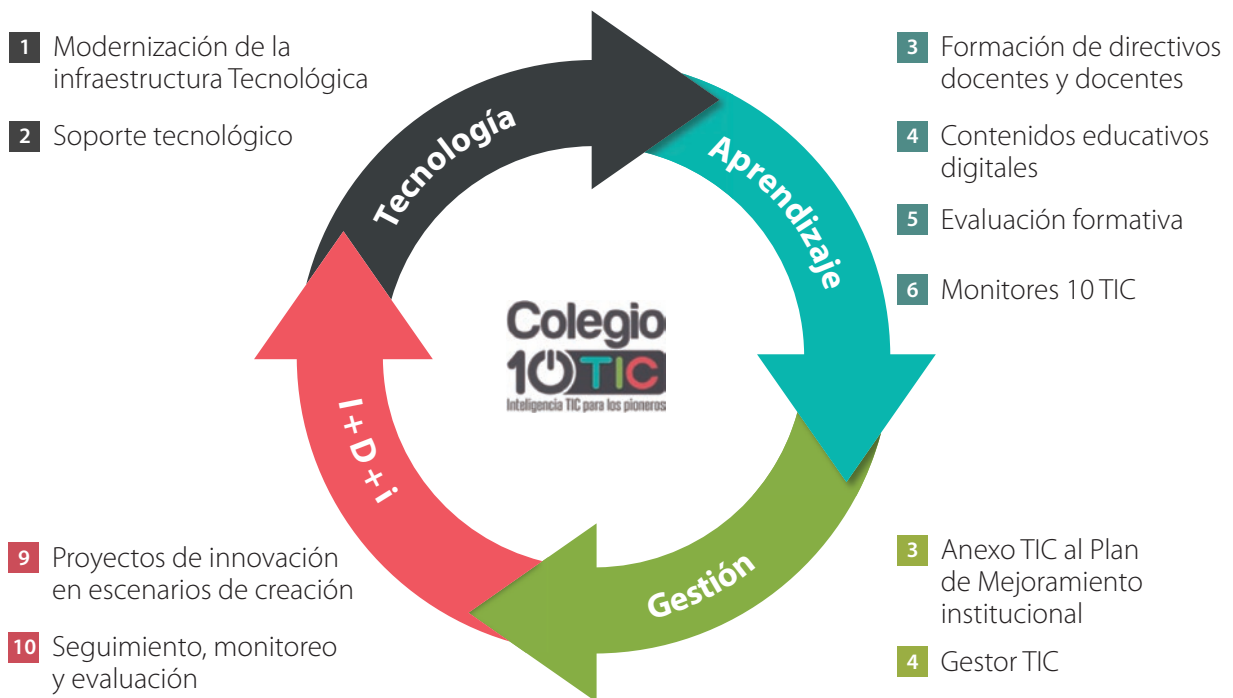 1 Modernización de la
infraestructura Tecnológica
2 Soporte tecnológico
Tecnología
Aprendizaje
3 Formación de directivos
docentes y docentes
4 Contenidos educativos
digitales
5 Evaluación formativa
6 Monitores 10 TIC
Colegio
10 TIC
Inteligencia TIC para los pioneros
I+D+i
Gestión
9 Proyectos de innovación
en escenarios de creación
10 Seguimiento, monitoreo
y evaluación
3 Anexo TIC al Plan
de Mejoramiento
institucional
4 Gestor TIC